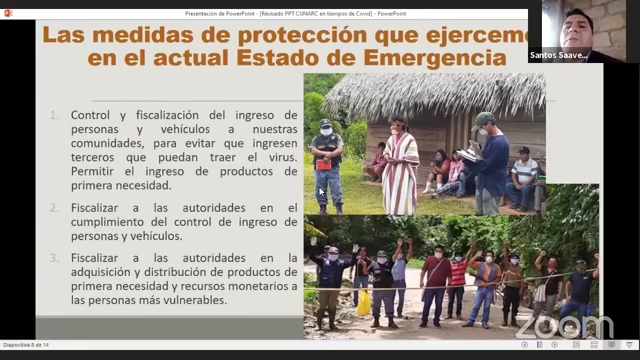 Presentación de PowerPoint - [Revisado PPT CUNARC en tiempos de Covid] - PowerPoint
Las medidas de protección que ejercemo
en el actual Estado de Emergencia
Santos Saave...
1. Control y fiscalización del ingreso de
personas y vehículos a nuestras
comunidades, para evitar que ingresen
terceros que puedan traer el virus.
Permitir el ingreso de productos de
primera necesidad.
2. Fiscalizar a las autoridades en el
cumplimiento del control de ingreso de
personas y vehículos.
3. Fiscalizar a las autoridades en la
adquisición y distribución de productos de
primera necesidad y recursos monetarios a
las personas más vulnerables.
zoom
Diapositiva 8 de 14